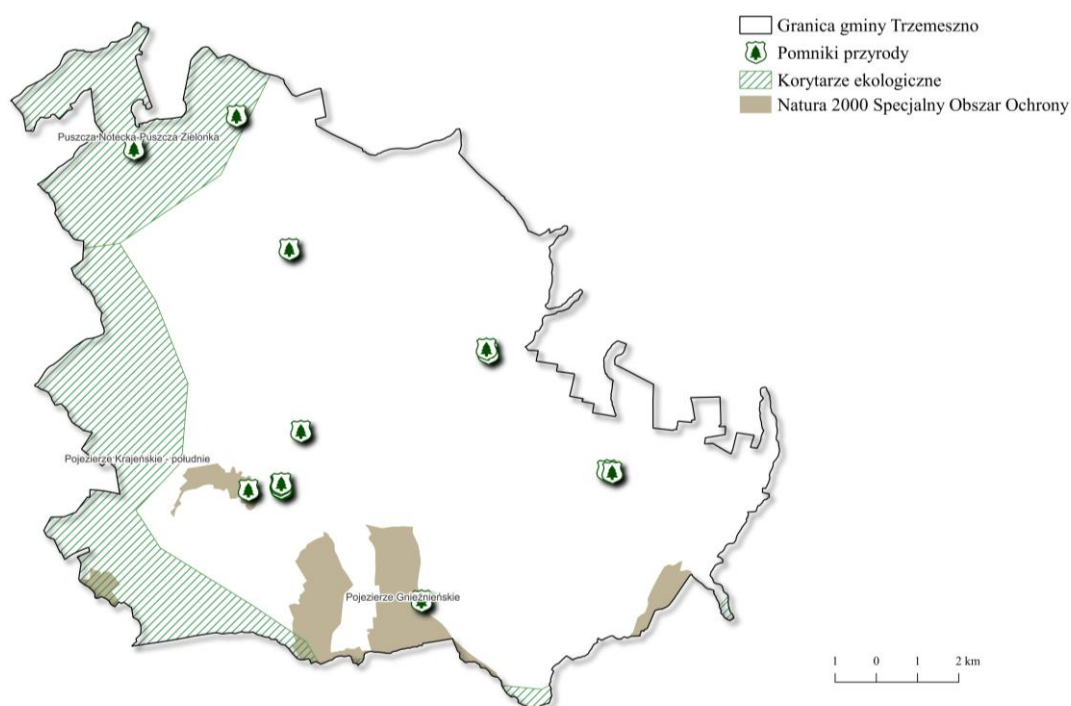 Granica gminy Trzemeszno
Pomniki przyrody
Korytarze ekologiczne
Natura 2000 Specjalny Obszar Ochrony
Puszcza Notecka-Puszcza Zielonka
Pojezierze Krajeńskie - południe
Pojezierze Gnieźnieńskie
1 0 1 2 km